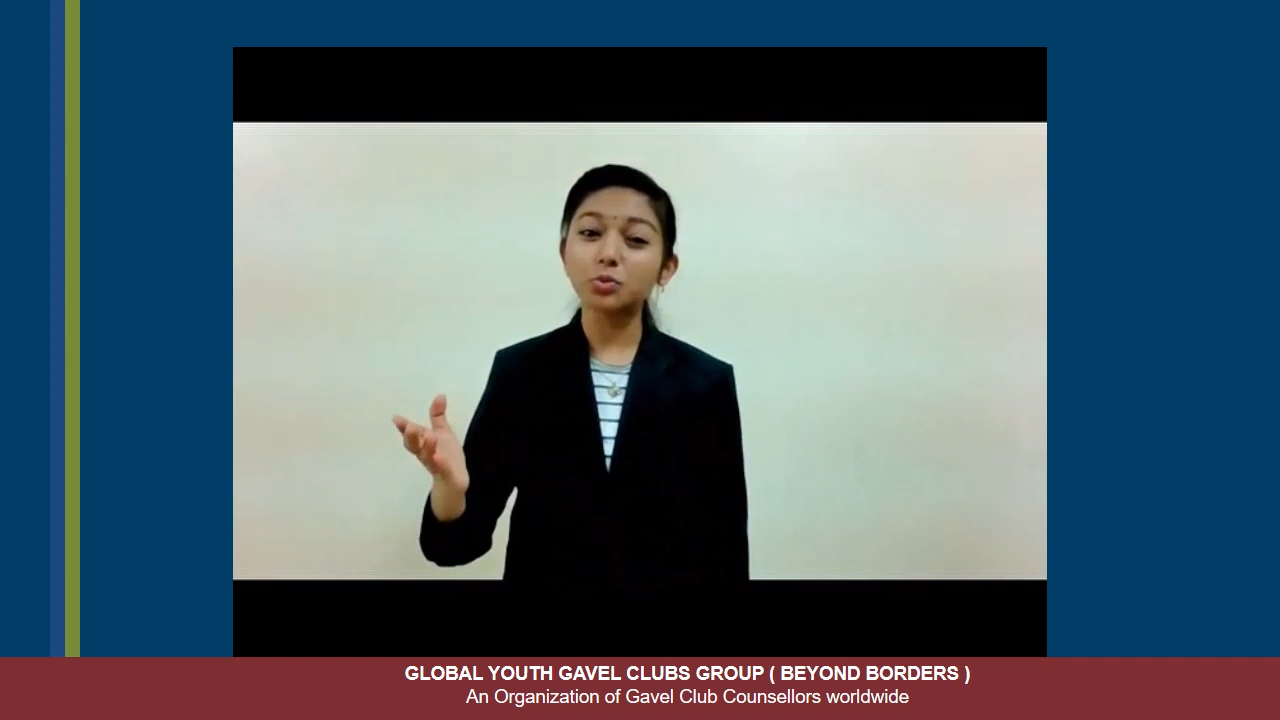 GLOBAL YOUTH GAVEL CLUBS GROUP ( BEYOND BORDERS )
An Organization of Gavel Club Counsellors worldwide